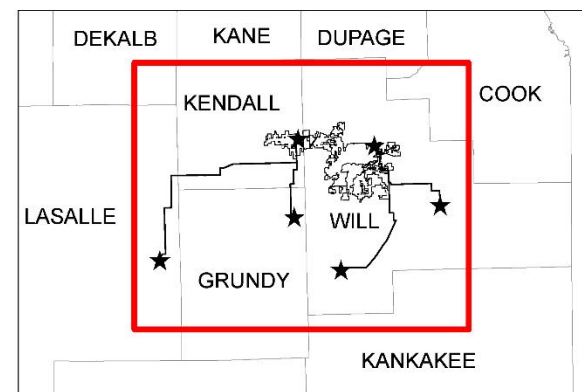 DEKALB KANE DUPAGE
COOK
KENDALL
LASALLE
WILL
GRUNDY
KANKAKEE